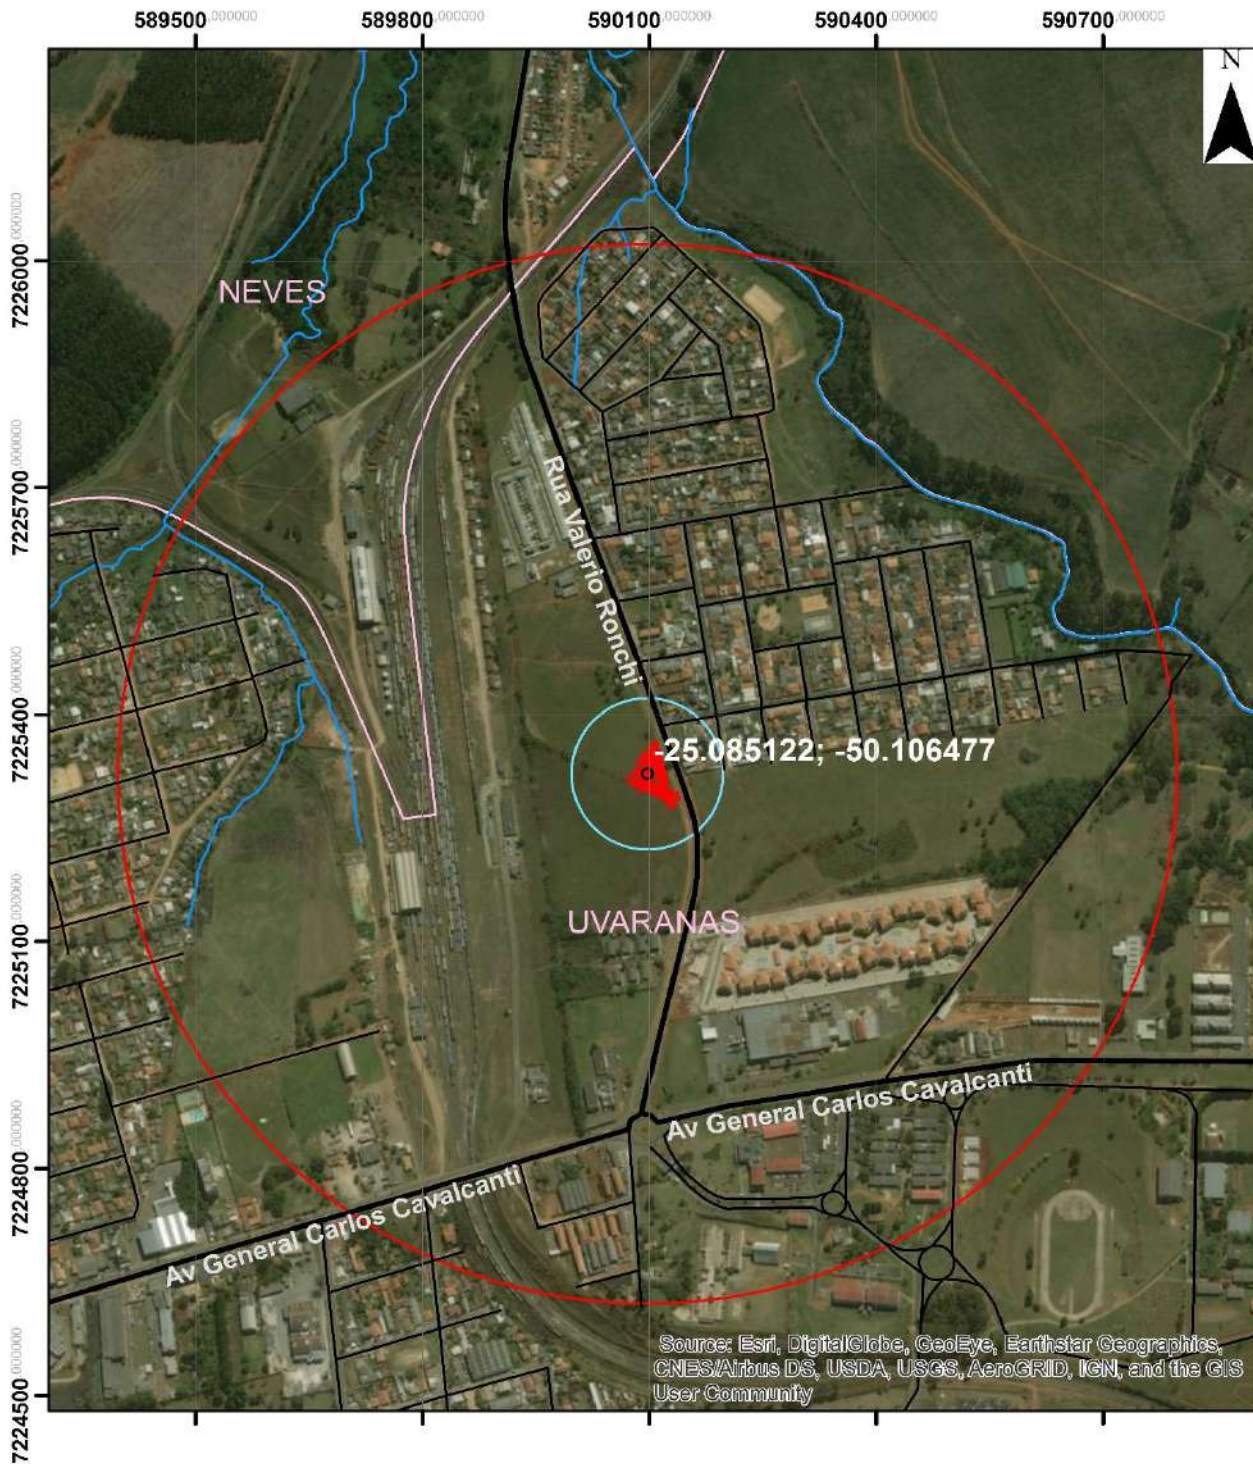 589500,000000
589800,000000
590100,000000
590400,000000
590700,000000
N
7226000,000000
NEVES
7225700,000000
Rua Valerio Ronchi
7225400,000000
-25.085122; -50.106477
UVARANAS
7225100,000000
Av General Carlos Cavalcanti
7224800,000000
Av General Carlos Cavalcanti
Source: Esri, DigitalGlobe, GeoEye, Earthstar Geographics,
CNES/Airbus DS, USDA, USGS, AeroGRID, IGN, and the GIS
User Community
7224500,000000